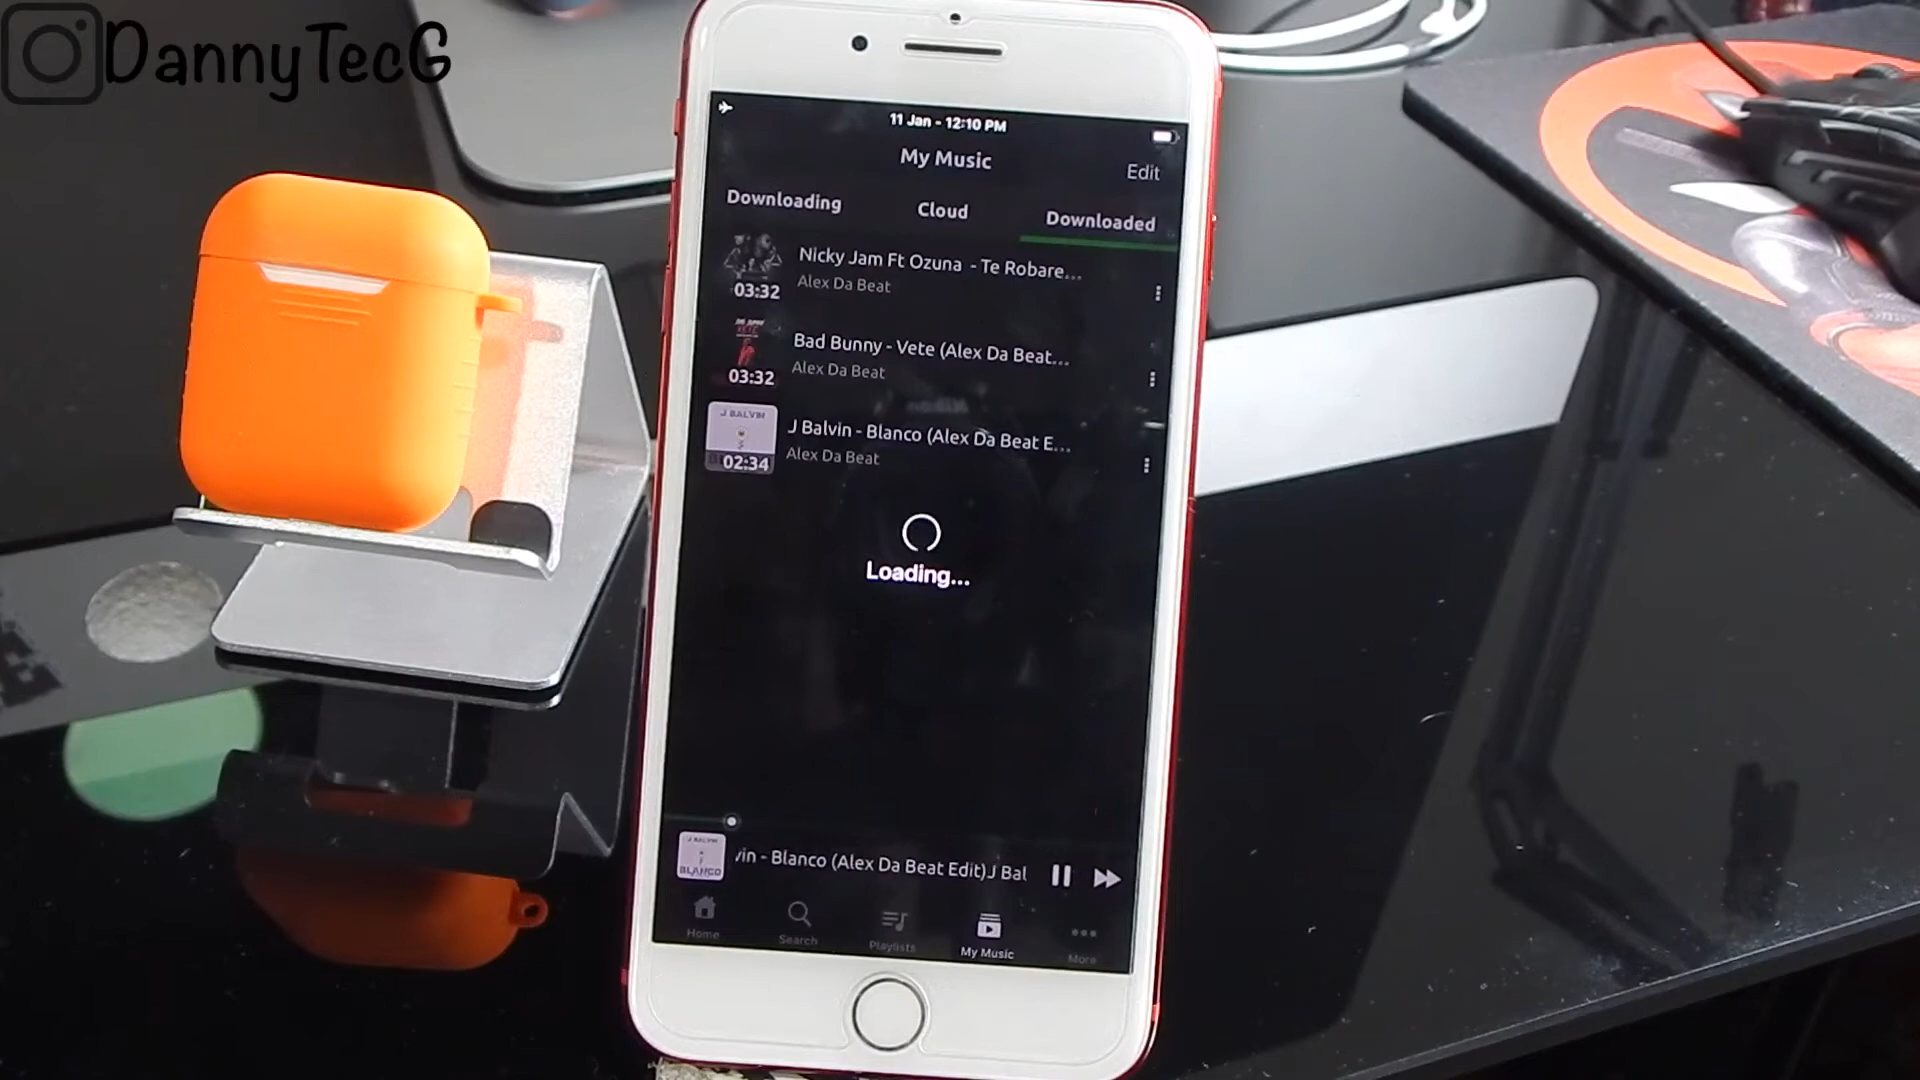 DannyTecG
11 Jan - 12:10 PM
My Music
Edit
Downloading
Cloud
Downloaded
Nicky Jam Ft Ozuna - Te Robare...
Alex Da Beat
03:32
Bad Bunny - Vete (Alex Da Beat...
Alex Da Beat
03:32
J BALVIN
J Balvin - Blanco (Alex Da Beat E...
Alex Da Beat
02:34
Loading...
J BALVIN
BLANCO
vin - Blanco (Alex Da Beat Edit)J Bal
Home
Search
Playlists
My Music
More